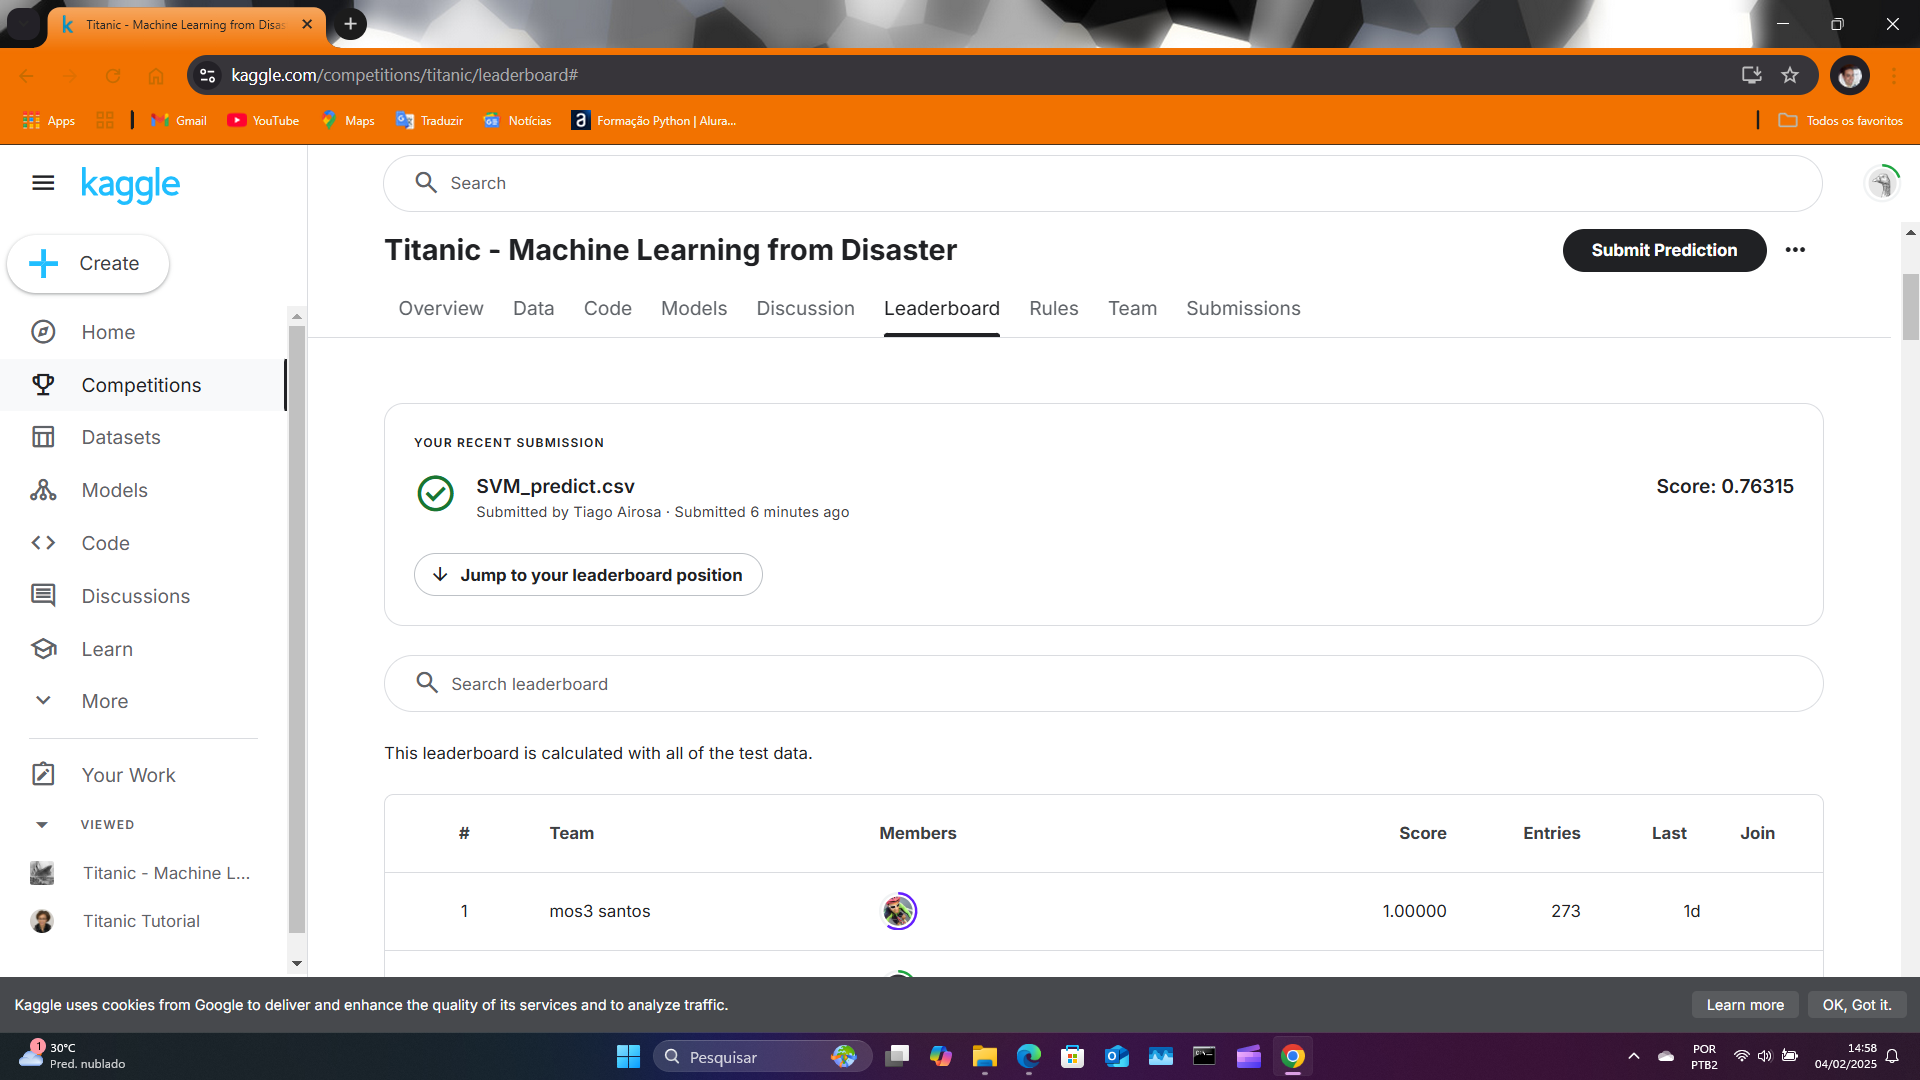 Titanic - Machine Learning from Disas
kaggle.com/competitions/titanic/leaderboard#
Apps
Gmail
YouTube
Maps
Traduzir
Notícias
Formação Python | Alura...
Todos os favoritos
kaggle
Search
Create
Titanic - Machine Learning from Disaster
Submit Prediction
Overview Data Code Models Discussion Leaderboard Rules Team Submissions
Home
Competitions
Datasets
Models
Code
Discussions
Learn
More
Your Work
VIEWED
Titanic - Machine L...
Titanic Tutorial
YOUR RECENT SUBMISSION
SVM_predict.csv
Score: 0.76315
Submitted by Tiago Airosa · Submitted 6 minutes ago
Jump to your leaderboard position
Search leaderboard
This leaderboard is calculated with all of the test data.
# Team Members Score Entries Last Join
1 mos3 santos 1.00000 273 1d
Kaggle uses cookies from Google to deliver and enhance the quality of its services and to analyze traffic.
Learn more
OK, Got it.
1
30°C
Pred. nublado
Pesquisar
POR
PTB2
14:58
04/02/2025